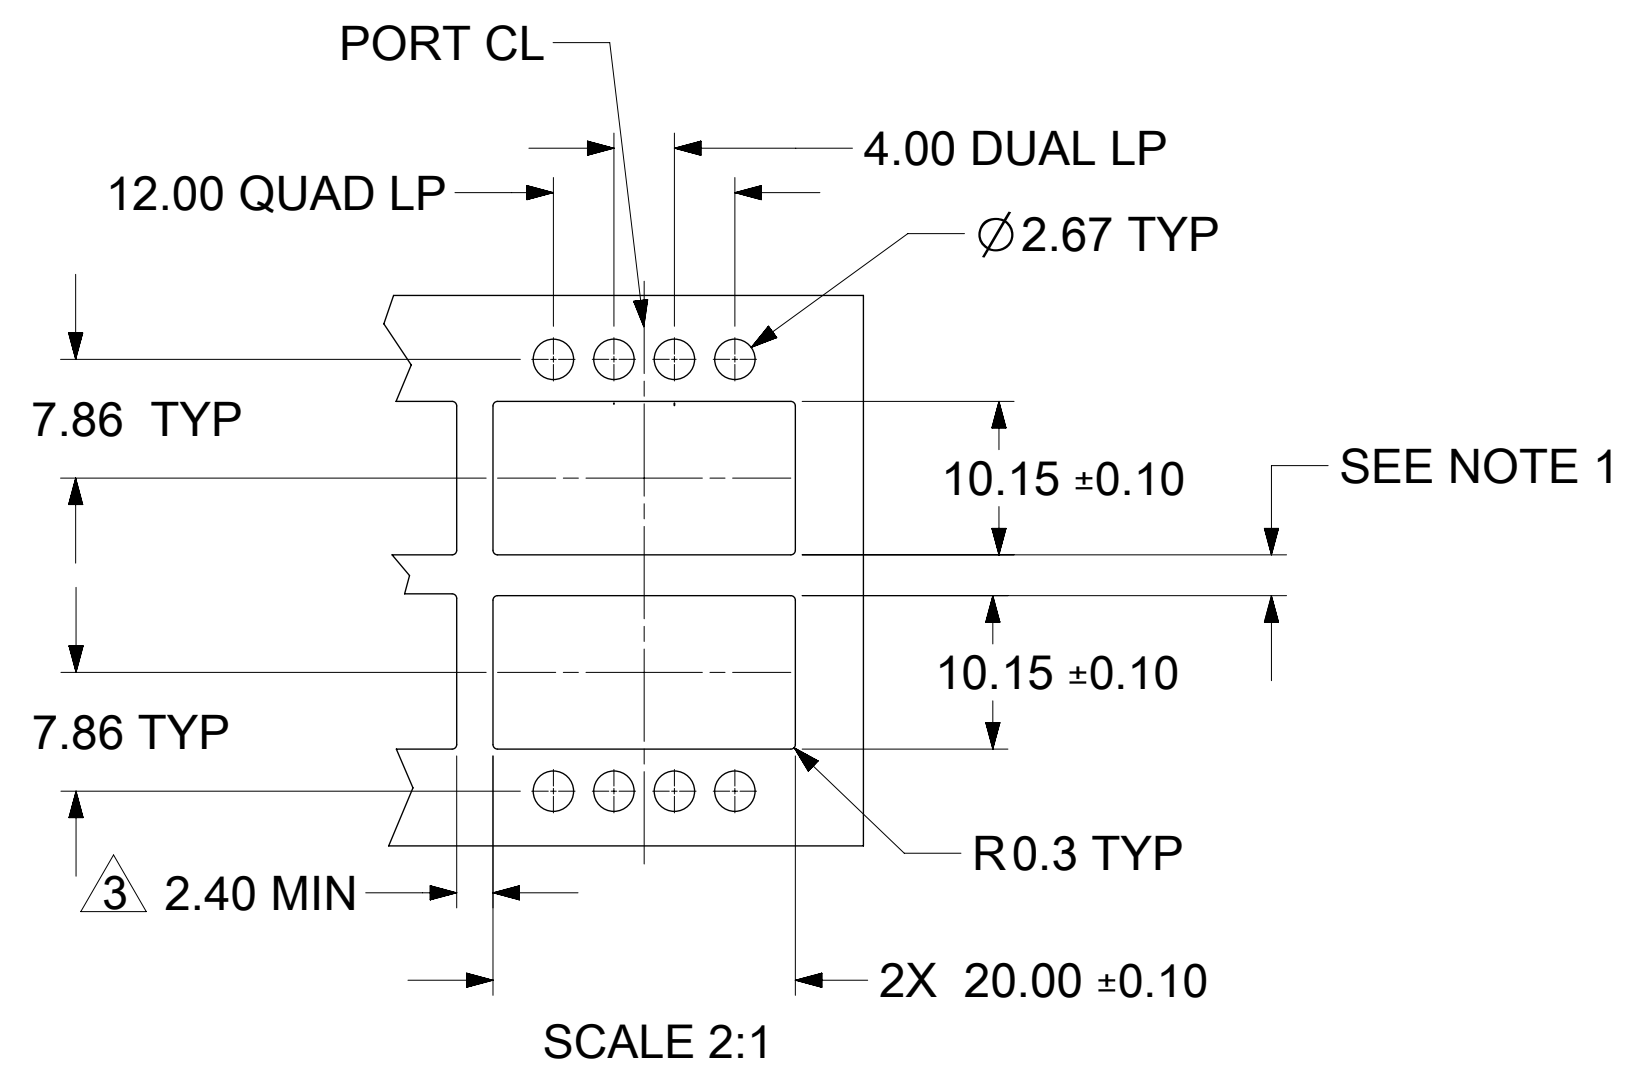 PORT CL
4.00 DUAL LP
12.00 QUAD LP
∅2.67 TYP
7.86 TYP
10.15 ±0.10
SEE NOTE 1
10.15 ±0.10
7.86 TYP
R0.3 TYP
3 2.40 MIN
2X 20.00 ±0.10
SCALE 2:1